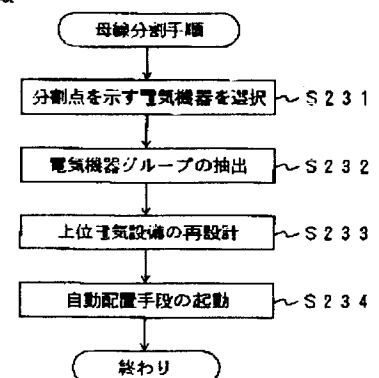 母線分割手順
分割点を示す電気機器を選択 ～S231
電気機器グループの抽出 ～S232
上位電気設備の再設計 ～S233
自動配置手段の起動 ～S234
終わり